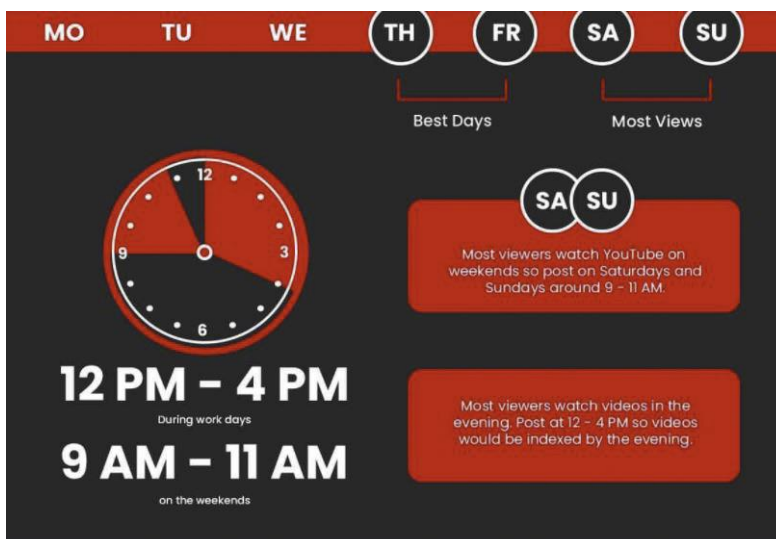 MO TU WE TH FR SA SU
Best Days
Most Views
12
3
6
9
12 PM - 4 PM
During work days
9 AM - 11 AM
on the weekends
SA SU
Most viewers watch YouTube on
weekends so post on Saturdays and
Sundays around 9 - 11 AM.
Most viewers watch videos in the
evening. Post at 12 - 4 PM so videos
would be indexed by the evening.